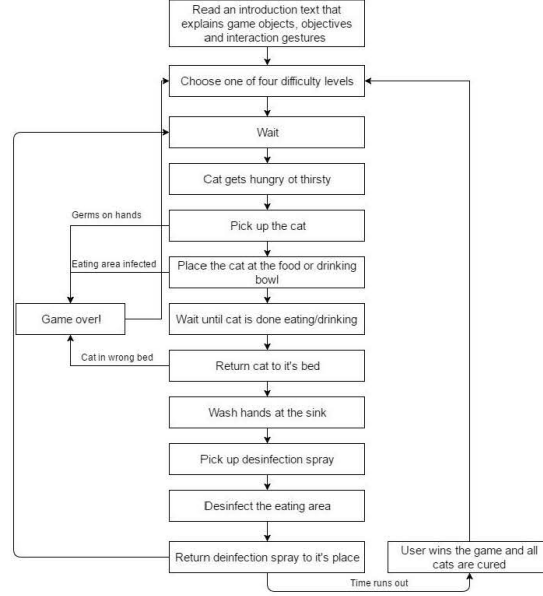 Read an introduction text that
explains game objects, objectives
and interaction gestures
Choose one of four difficulty levels
Wait
Cat gets hungry ot thirsty
Germs on hands
Pick up the cat
Eating area infected
Place the cat at the food or drinking
bowl
Game over!
Wait until cat is done eating/drinking
Cat in wrong bed
Return cat to it's bed
Wash hands at the sink
Pick up desinfection spray
Desinfect the eating area
Return deinfection spray to it's place
User wins the game and all
cats are cured
Time runs out